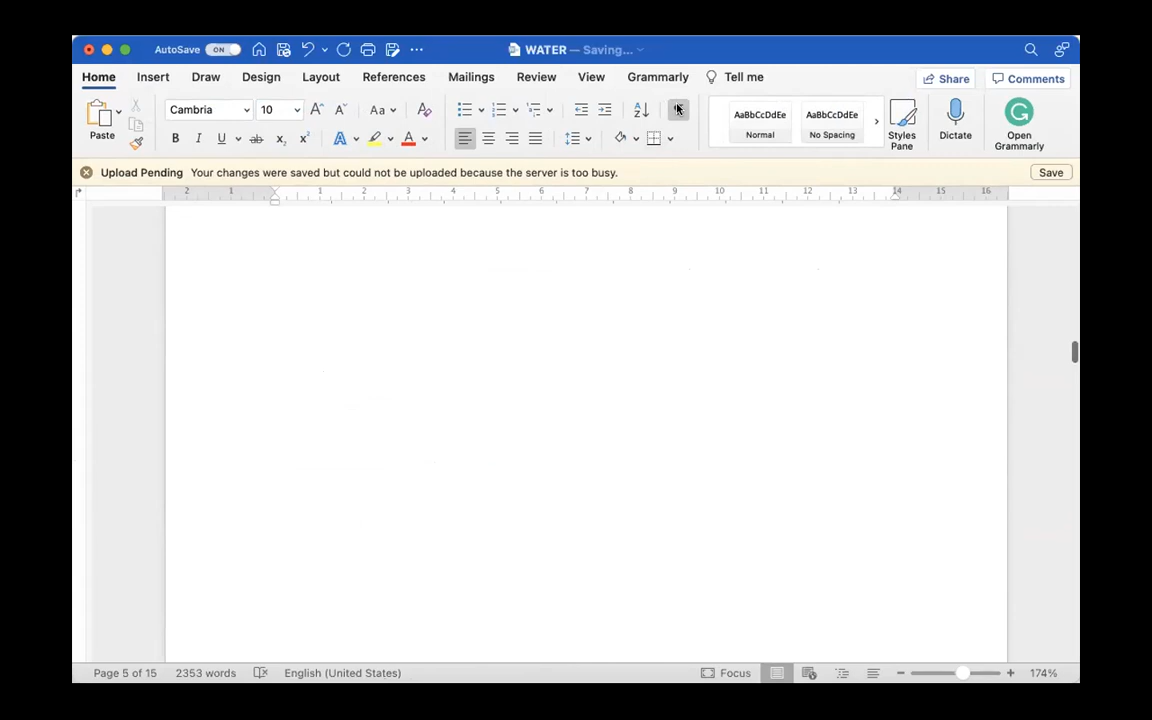 AutoSave ON WATER — Saving...
Home Insert Draw Design Layout References Mailings Review View Grammarly Tell me Share Comments
Paste Cambria 10 Aa A AaBbCcDdEe Normal AaBbCcDdEe No Spacing Styles Pane Dictate Open Grammarly
Upload Pending Your changes were saved but could not be uploaded because the server is too busy. Save
2 1 1 2 3 4 5 6 7 8 9 10 11 12 13 14 15 16
Page 5 of 15 2353 words English (United States) Focus 174%